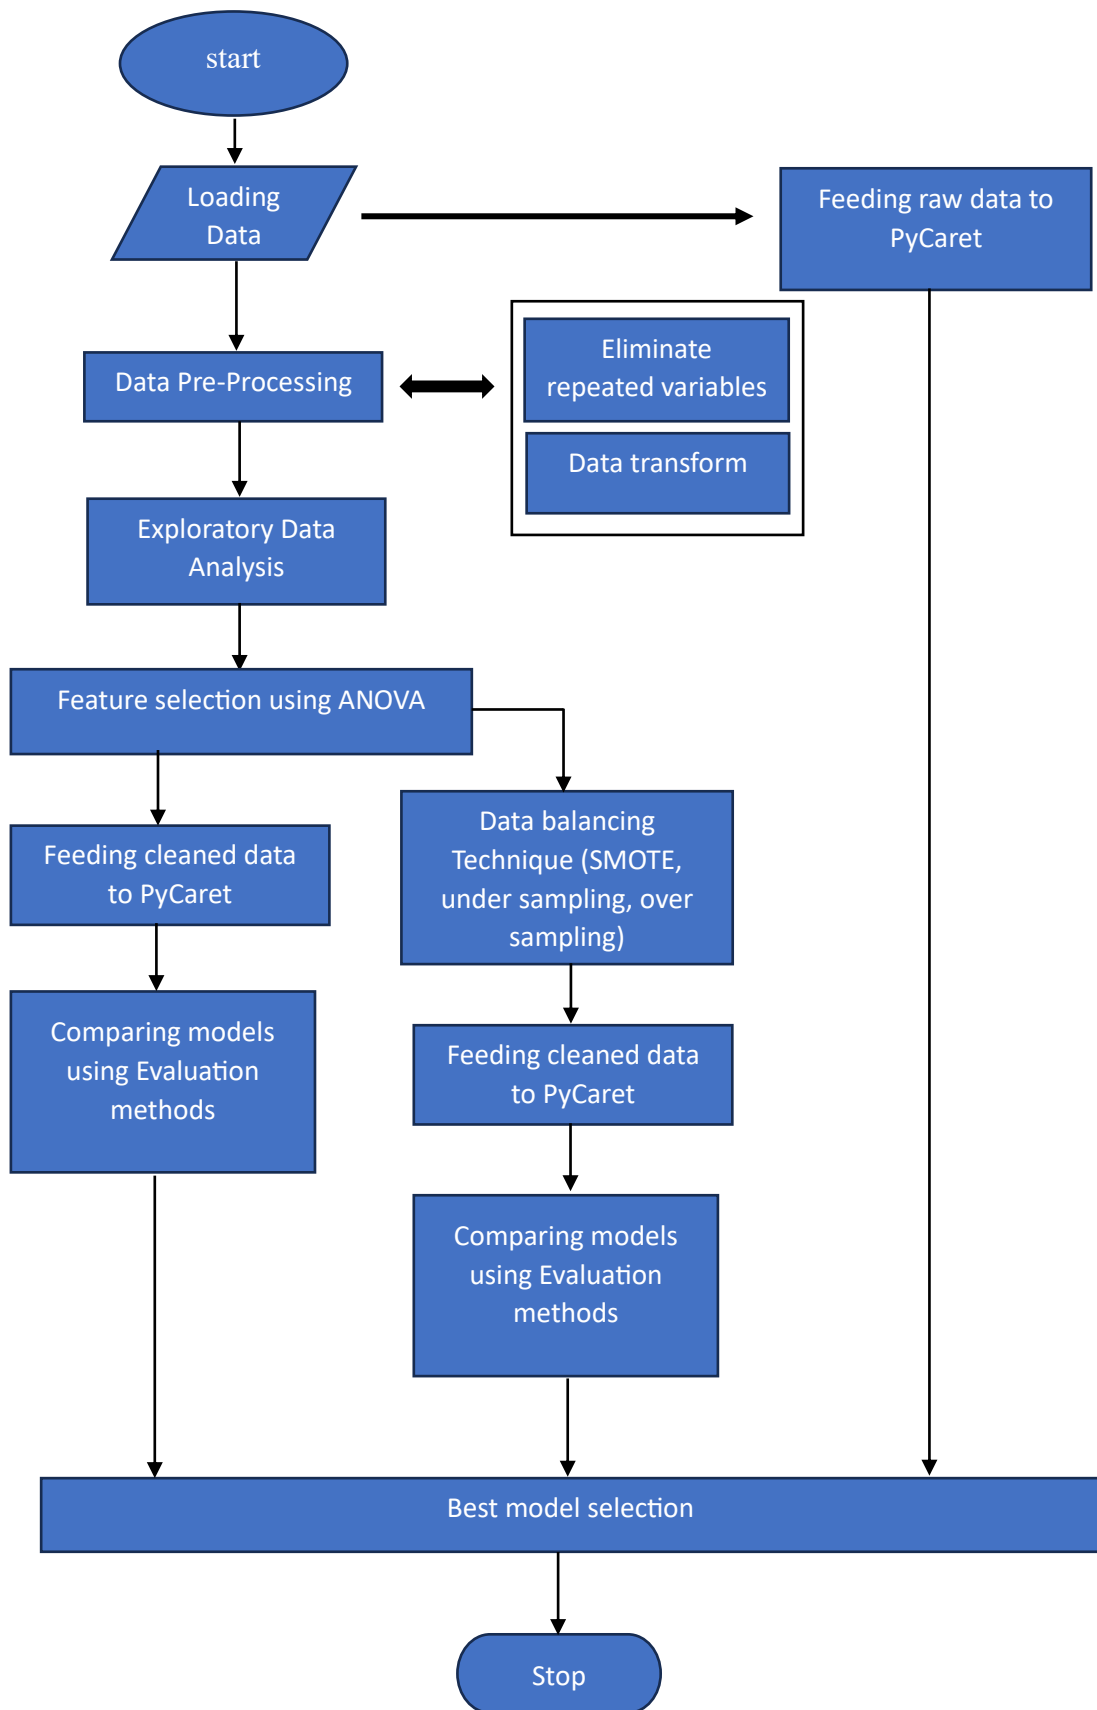 start
Loading
Data
Feeding raw data to
PyCaret
Data Pre-Processing
Eliminate
repeated variables
Data transform
Exploratory Data
Analysis
Feature selection using ANOVA
Feeding cleaned data
to PyCaret
Data balancing
Technique (SMOTE,
under sampling, over
sampling)
Comparing models
using Evaluation
methods
Feeding cleaned data
to PyCaret
Comparing models
using Evaluation
methods
Best model selection
Stop